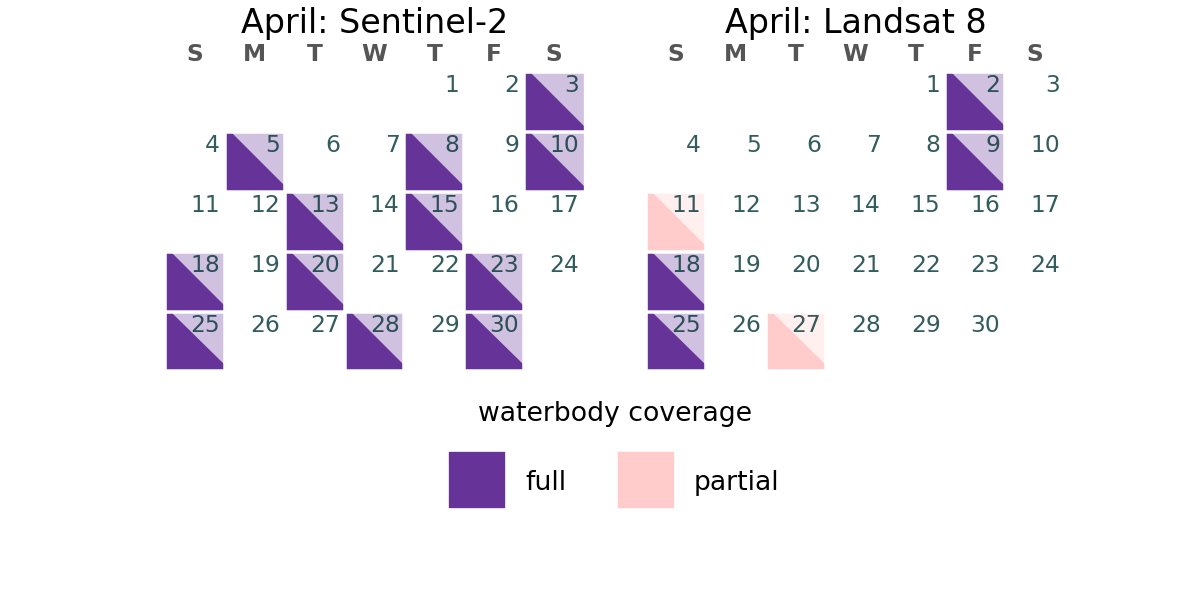 April: Sentinel-2
S M T W T F S
1 2 3
4 5 6 7 8 9 10
11 12 13 14 15 16 17
18 19 20 21 22 23 24
25 26 27 28 29 30
April: Landsat 8
S M T W T F S
1 2 3
4 5 6 7 8 9 10
11 12 13 14 15 16 17
18 19 20 21 22 23 24
25 26 27 28 29 30
waterbody coverage
full
partial